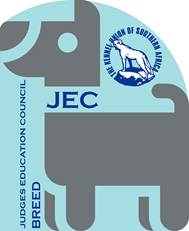 THE KENNEL UNION OF SOUTHERN AFRICA
JEC
JUDGES EDUCATION COUNCIL
BREED